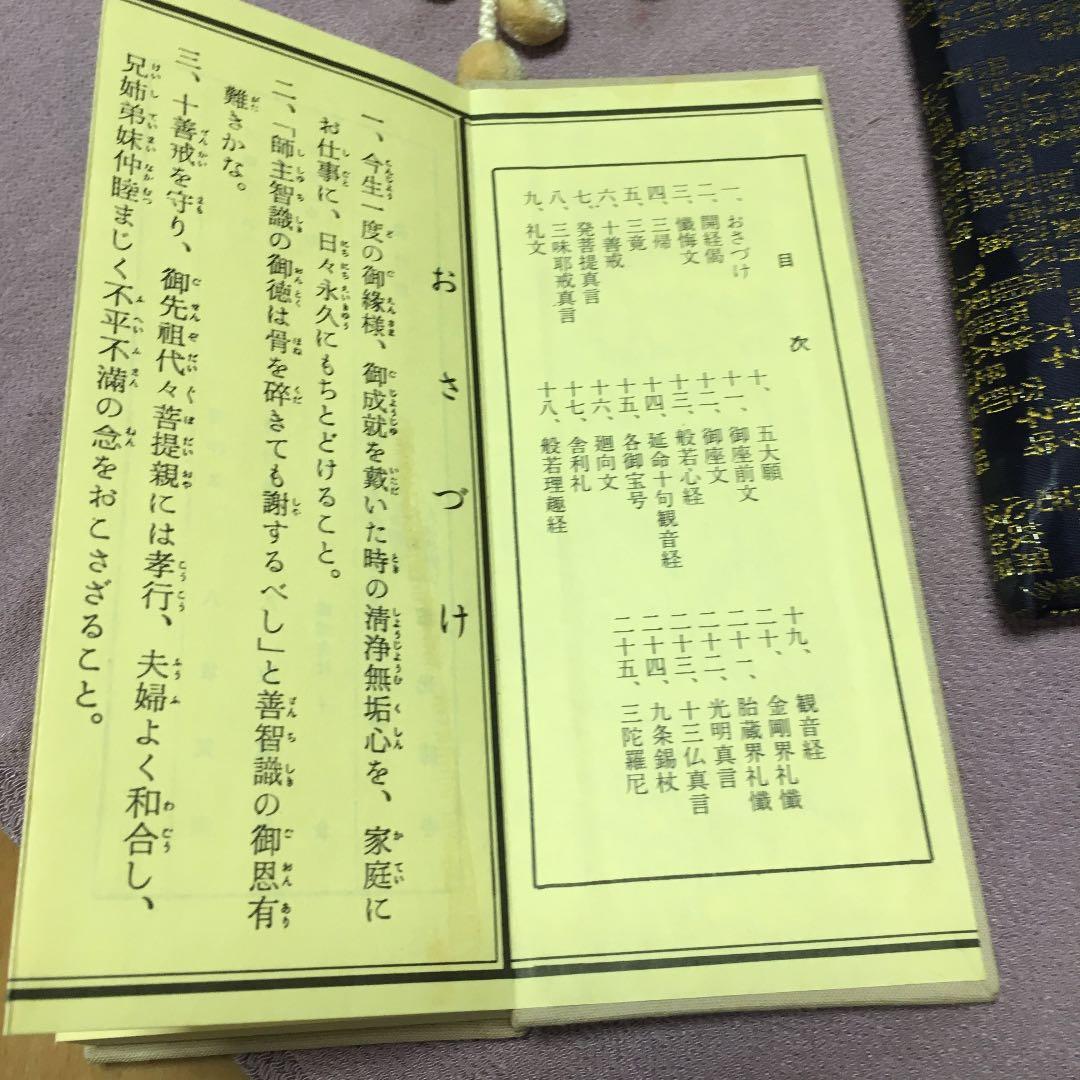 目次
一、おさづけ
二、開経偈
三、懺悔文
四、三帰
五、三竟
六、十善戒
七、発菩提真言
八、三昧耶戒真言
九、礼文
十、五大願
十一、御座前文
十二、御座文
十三、般若心経
十四、延命十句観音経
十五、各御宝号
十六、廻向文
十七、舎利礼
十八、般若理趣経
十九、観音経
二十、金剛界礼懺
二十一、胎蔵界礼懺
二十二、光明真言
二十三、十三仏真言
二十四、九条錫杖
二十五、三陀羅尼
おさづけ
一、今生一度の御縁様、御成就を戴いた時の清浄無垢心を、家庭に
お仕事に、日々永久にもちとどけること。
二、「師主智識の御徳は骨を砕きても謝するべし」と善智識の御恩有
難きかな。
三、十善戒を守り、御先祖代々菩提親には孝行、夫婦よく和合し、
兄姉弟妹仲睦まじく不平不満の念をおこさざること。